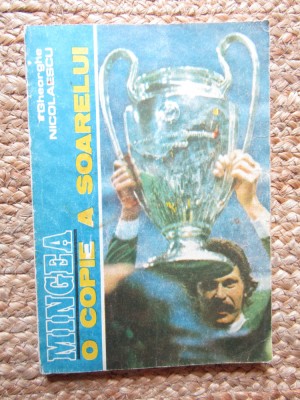 Gheorghe
NICOLAESCU
MINGEA
O COPIE A SOARELUI